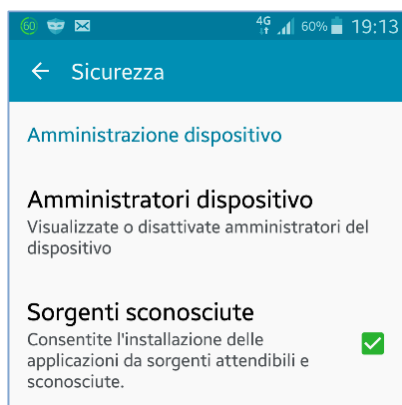 60 4G 60% 19:13
Sicurezza
Amministrazione dispositivo
Amministratori dispositivo
Visualizzate o disattivate amministratori del
dispositivo
Sorgenti sconosciute
Consentite l'installazione delle
applicazioni da sorgenti attendibili e
sconosciute.